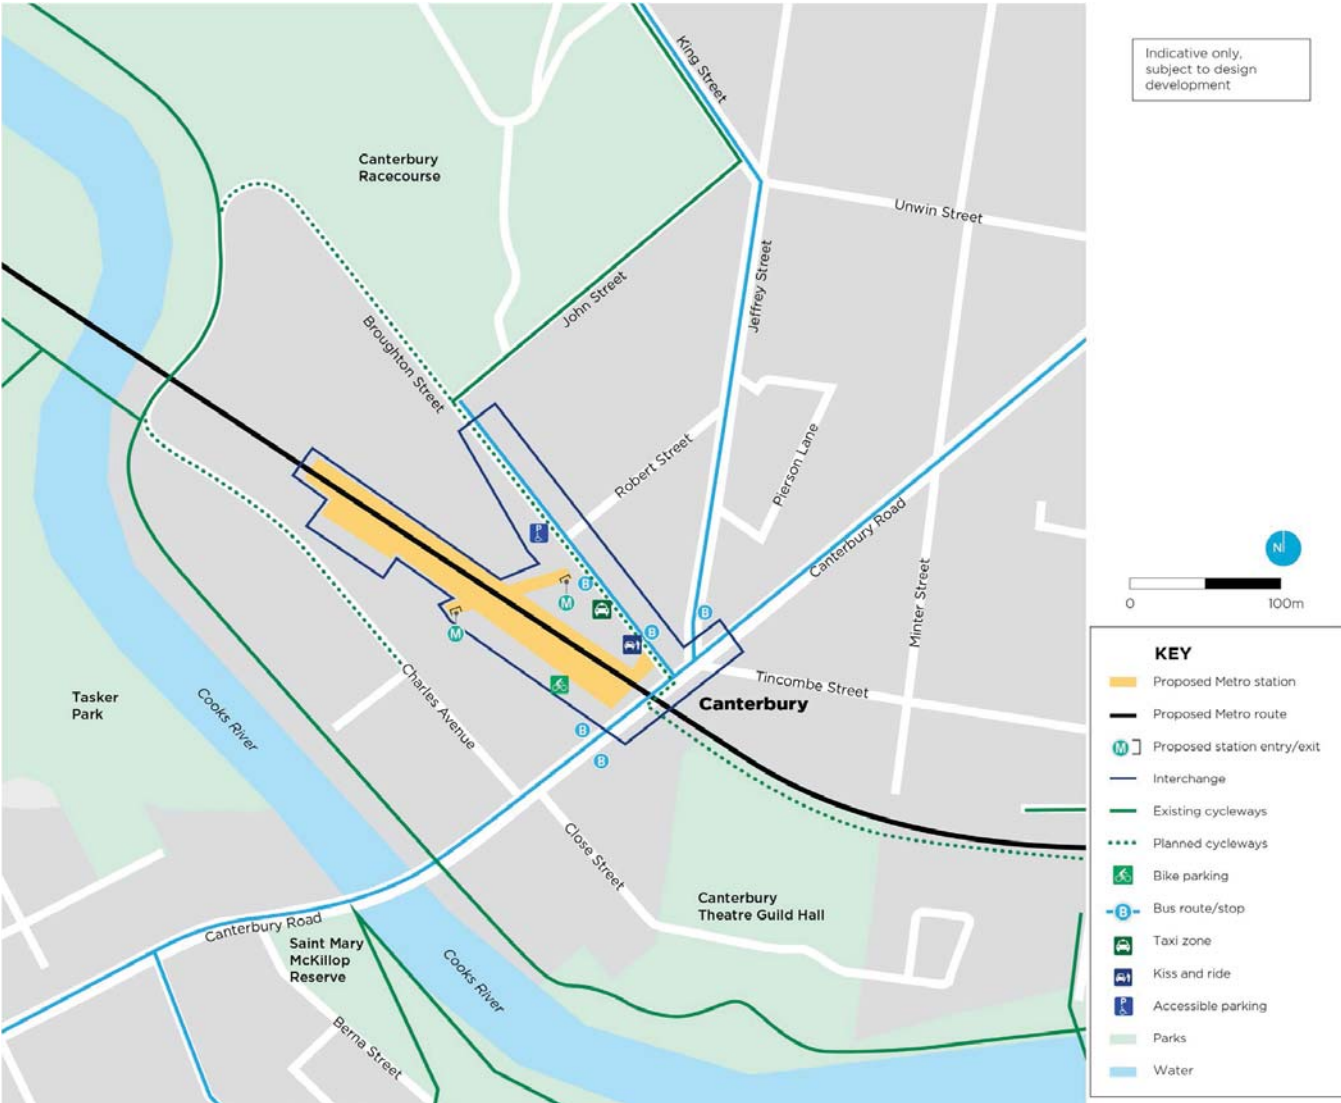 Indicative only,
subject to design
development
King Street
Canterbury
Racecourse
Unwin Street
Jeffrey Street
John Street
Broughton Street
Robert Street
Pierson Lane
Canterbury Road
Minter Street
N
0 100m
P
B
M
B
B
M
Tincombe Street
Canterbury
Charles Avenue
B
B
Tasker
Park
Cooks River
Close Street
Canterbury
Theatre Guild Hall
Canterbury Road
Saint Mary
McKillop
Reserve
Cooks River
Berna Street
KEY
Proposed Metro station
Proposed Metro route
M Proposed station entry/exit
Interchange
Existing cycleways
Planned cycleways
Bike parking
B Bus route/stop
Taxi zone
Kiss and ride
P Accessible parking
Parks
Water